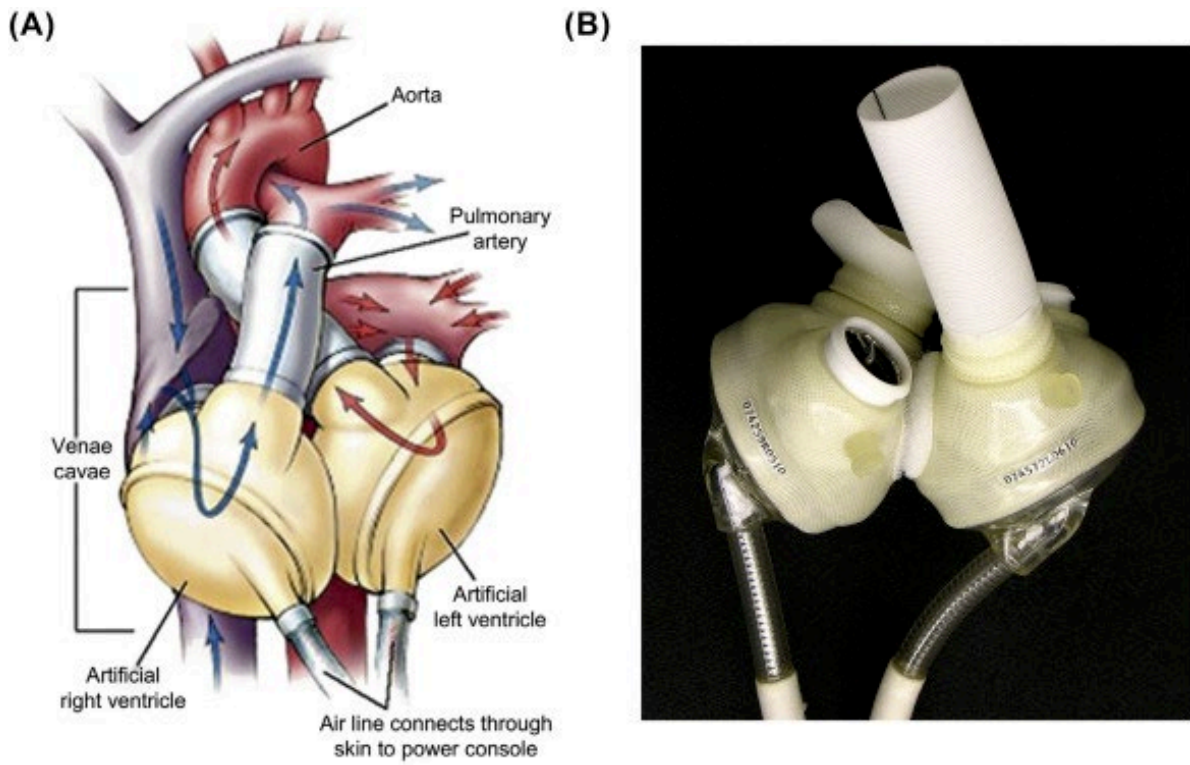 (A)
Aorta
Pulmonary
artery
Venae
cavae
Artificial
left ventricle
Artificial
right ventricle
Air line connects through
skin to power console
(B)